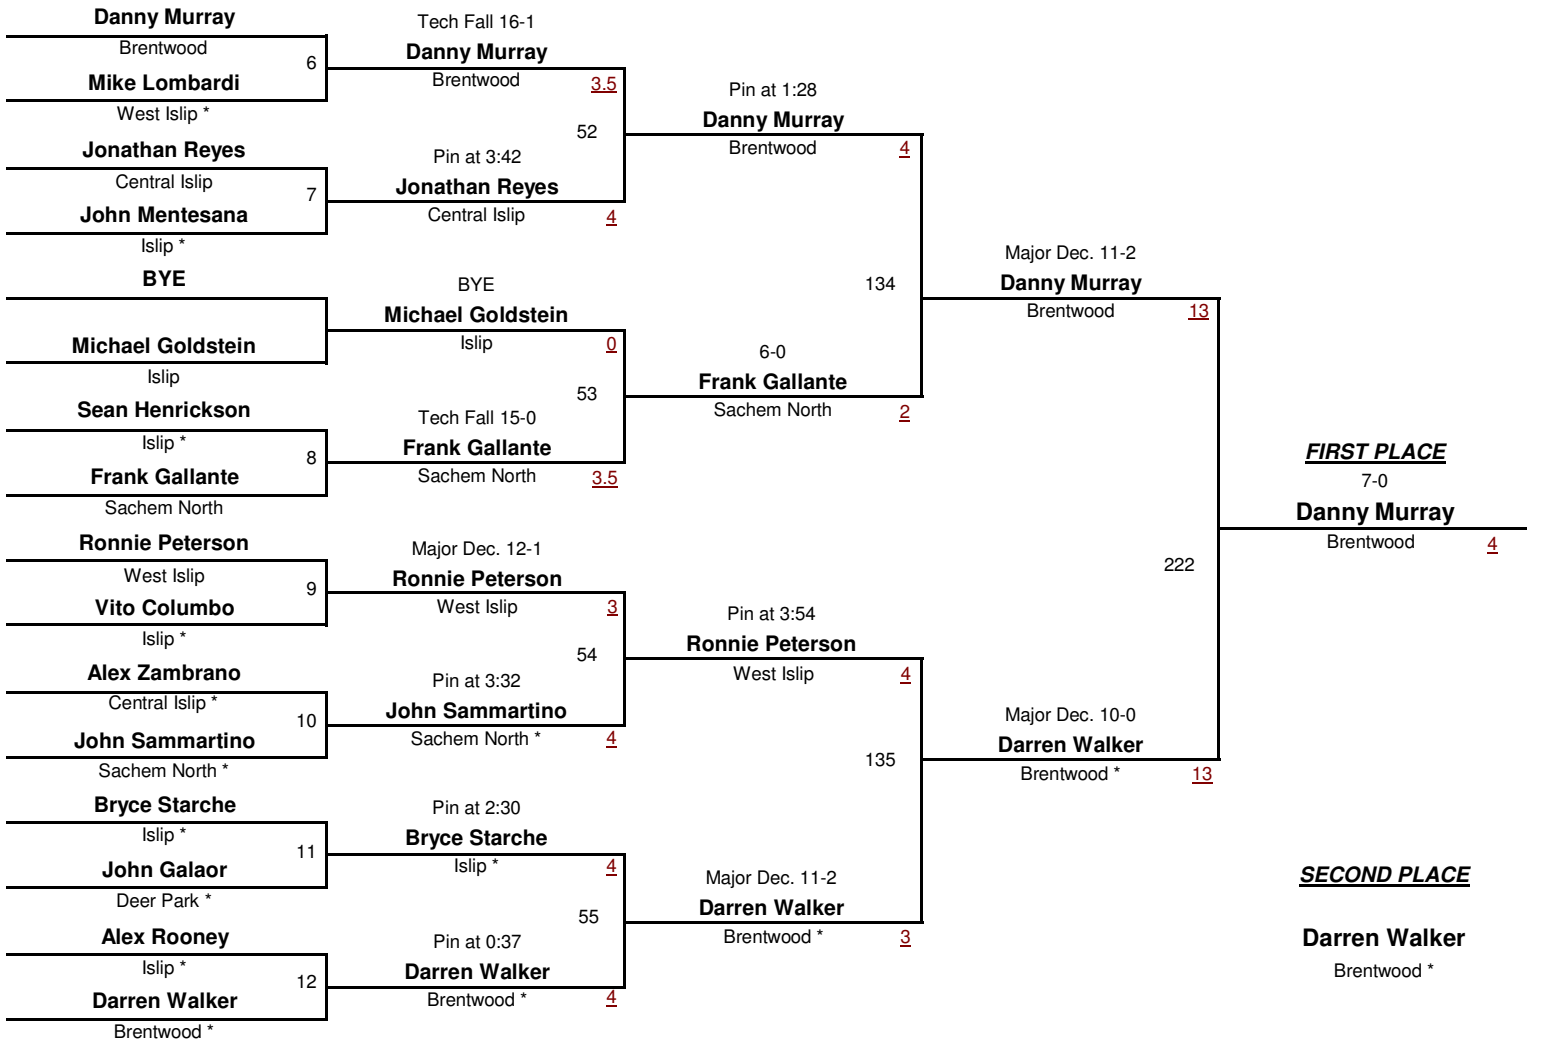 Danny Murray
Brentwood
6
Mike Lombardi
West Islip *
Jonathan Reyes
Central Islip
7
John Mentesana
Islip *
BYE
Michael Goldstein
Islip
Sean Henrickson
Islip *
8
Frank Gallante
Sachem North
Ronnie Peterson
West Islip
9
Vito Columbo
Islip *
Alex Zambrano
Central Islip *
10
John Sammartino
Sachem North *
Bryce Starche
Islip *
11
John Galaor
Deer Park *
Alex Rooney
Islip *
12
Darren Walker
Brentwood *
Tech Fall 16-1
Danny Murray
Brentwood
3.5
52
Pin at 3:42
Jonathan Reyes
Central Islip
4
BYE
Michael Goldstein
Islip
0
53
Tech Fall 15-0
Frank Gallante
Sachem North
3.5
Major Dec. 12-1
Ronnie Peterson
West Islip
3
54
Pin at 3:32
John Sammartino
Sachem North *
4
Pin at 2:30
Bryce Starche
Islip *
4
55
Pin at 0:37
Darren Walker
Brentwood *
4
Pin at 1:28
Danny Murray
Brentwood
4
134
6-0
Frank Gallante
Sachem North
2
Pin at 3:54
Ronnie Peterson
West Islip
4
135
Major Dec. 11-2
Darren Walker
Brentwood *
3
Major Dec. 11-2
Danny Murray
Brentwood
13
222
Major Dec. 10-0
Darren Walker
Brentwood *
13
FIRST PLACE
7-0
Danny Murray
Brentwood
4
SECOND PLACE
Darren Walker
Brentwood *